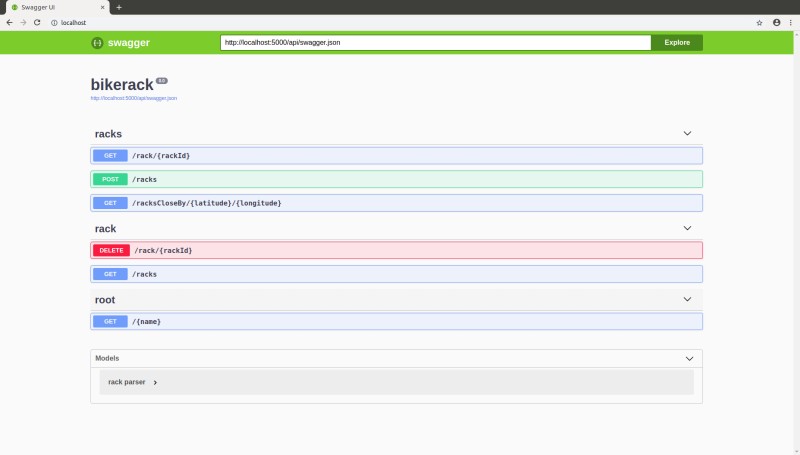 Swagger UI
localhost
swagger
http://localhost:5000/api/swagger.json
Explore
bikerack
http://localhost:5000/api/swagger.json
racks
GET /rack/{rackId}
POST /racks
GET /racksCloseBy/{latitude}/{longitude}
rack
DELETE /rack/{rackId}
GET /racks
root
GET /{name}
Models
rack parser